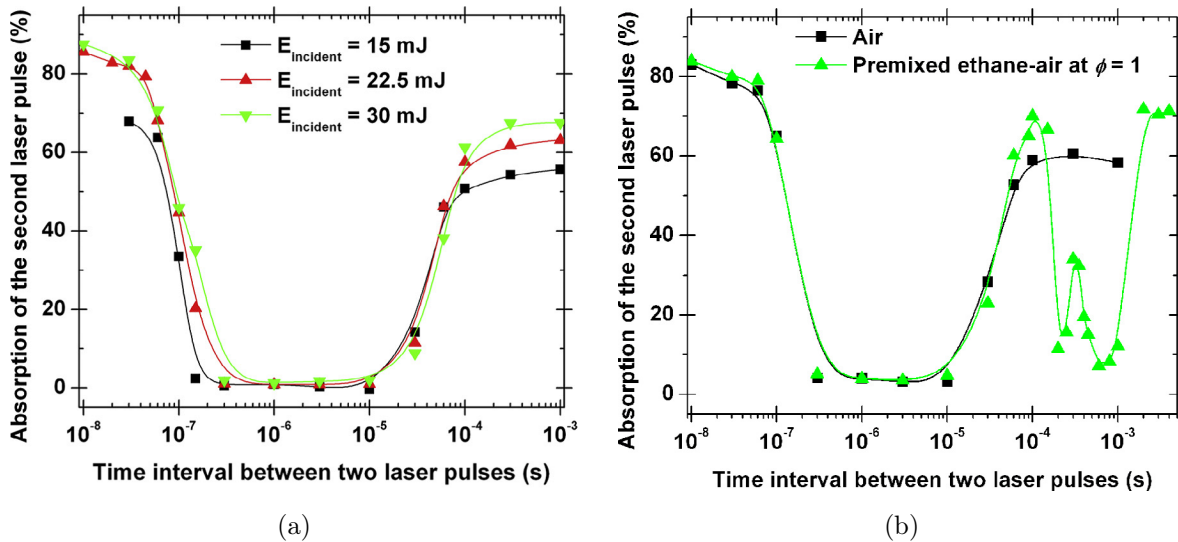 (a)
Absorption of the second laser pulse (%)
80
60
40
20
0
E_incident = 15 mJ
E_incident = 22.5 mJ
E_incident = 30 mJ
10^-8 10^-7 10^-6 10^-5 10^-4 10^-3
Time interval between two laser pulses (s)
(a)
(b)
Absorption of the second laser pulse (%)
80
60
40
20
0
Air
Premixed ethane-air at ϕ = 1
10^-8 10^-7 10^-6 10^-5 10^-4 10^-3
Time interval between two laser pulses (s)
(b)